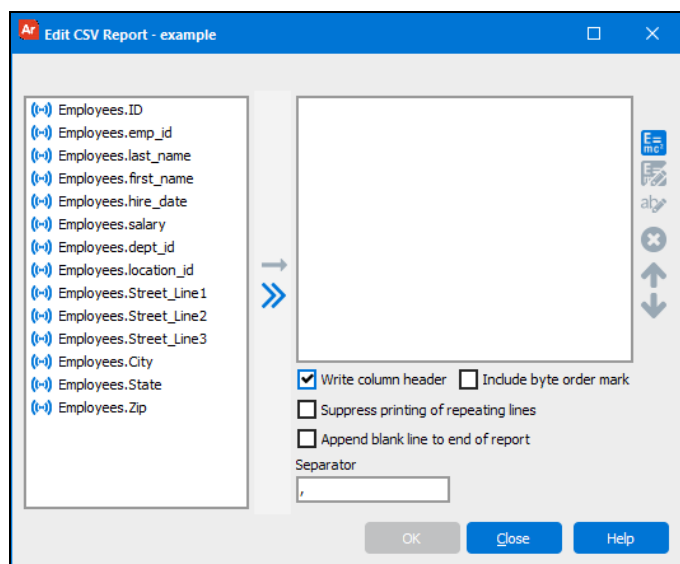 Ar Edit CSV Report - example
Employees.ID
Employees.emp_id
Employees.last_name
Employees.first_name
Employees.hire_date
Employees.salary
Employees.dept_id
Employees.location_id
Employees.Street_Line1
Employees.Street_Line2
Employees.Street_Line3
Employees.City
Employees.State
Employees.Zip
E=
mc²
ab
Write column header Include byte order mark
Suppress printing of repeating lines
Append blank line to end of report
Separator
,
OK Close Help